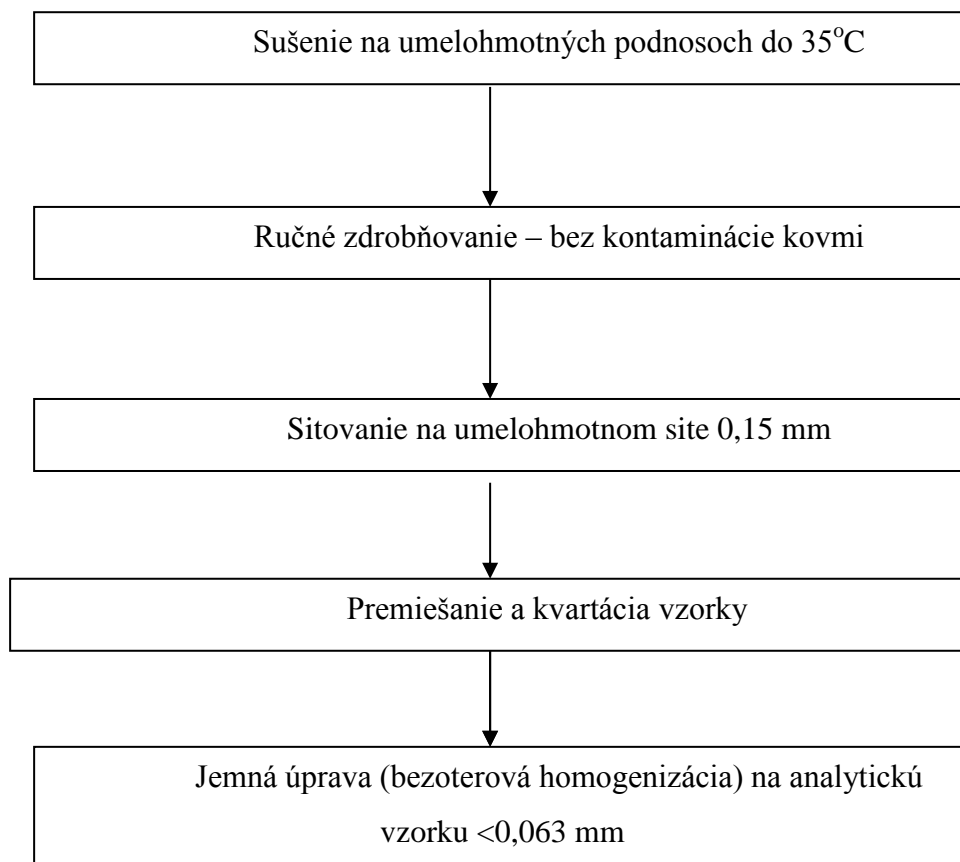 Sušenie na umelohmotných podnosoch do 35°C
Ručné zdrobňovanie – bez kontaminácie kovmi
Sitovanie na umelohmotnom site 0,15 mm
Premiešanie a kvartácia vzorky
Jemná úprava (bezoterová homogenizácia) na analytickú
vzorku <0,063 mm